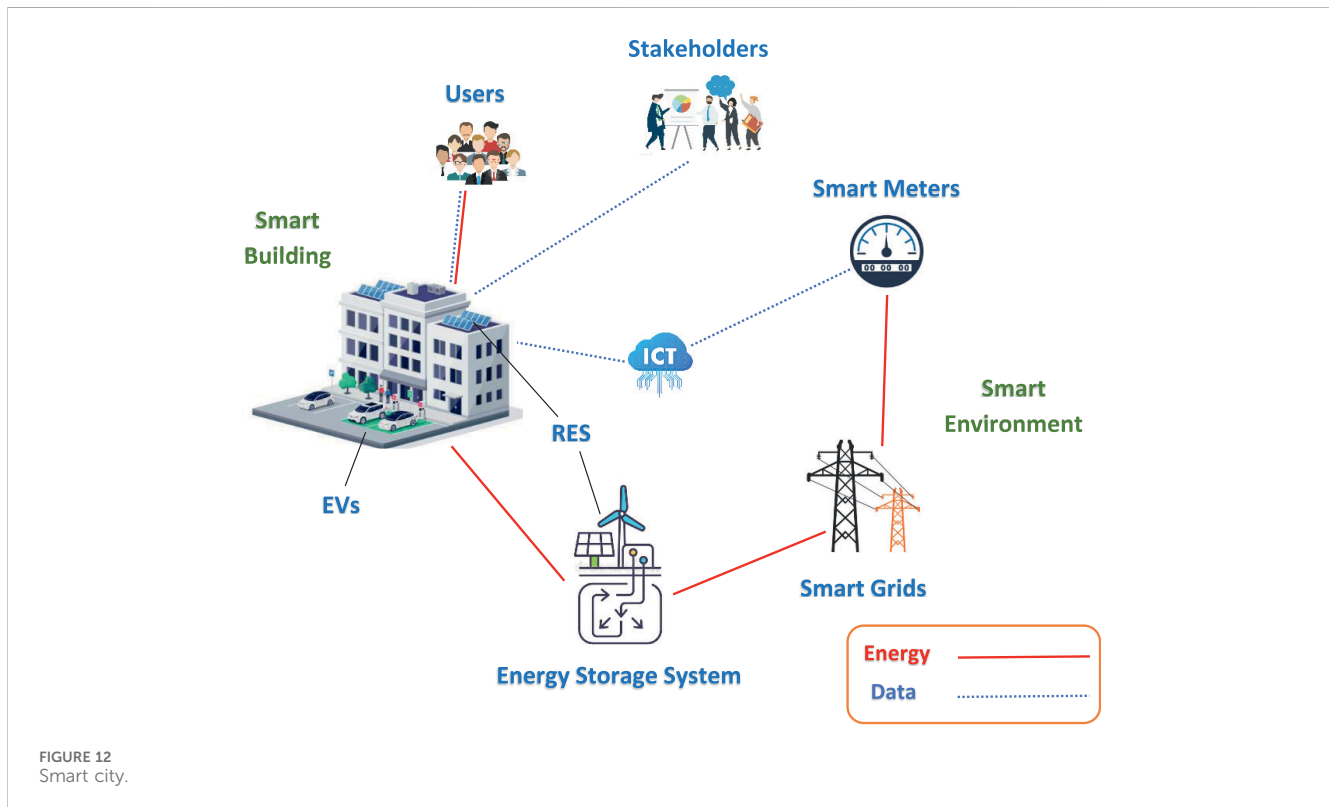 Stakeholders
Users
Smart Meters
Smart
Building
00 00 00
ICT
Smart
Environment
RES
EVs
Smart Grids
Energy Storage System
Energy
Data
FIGURE 12
Smart city.